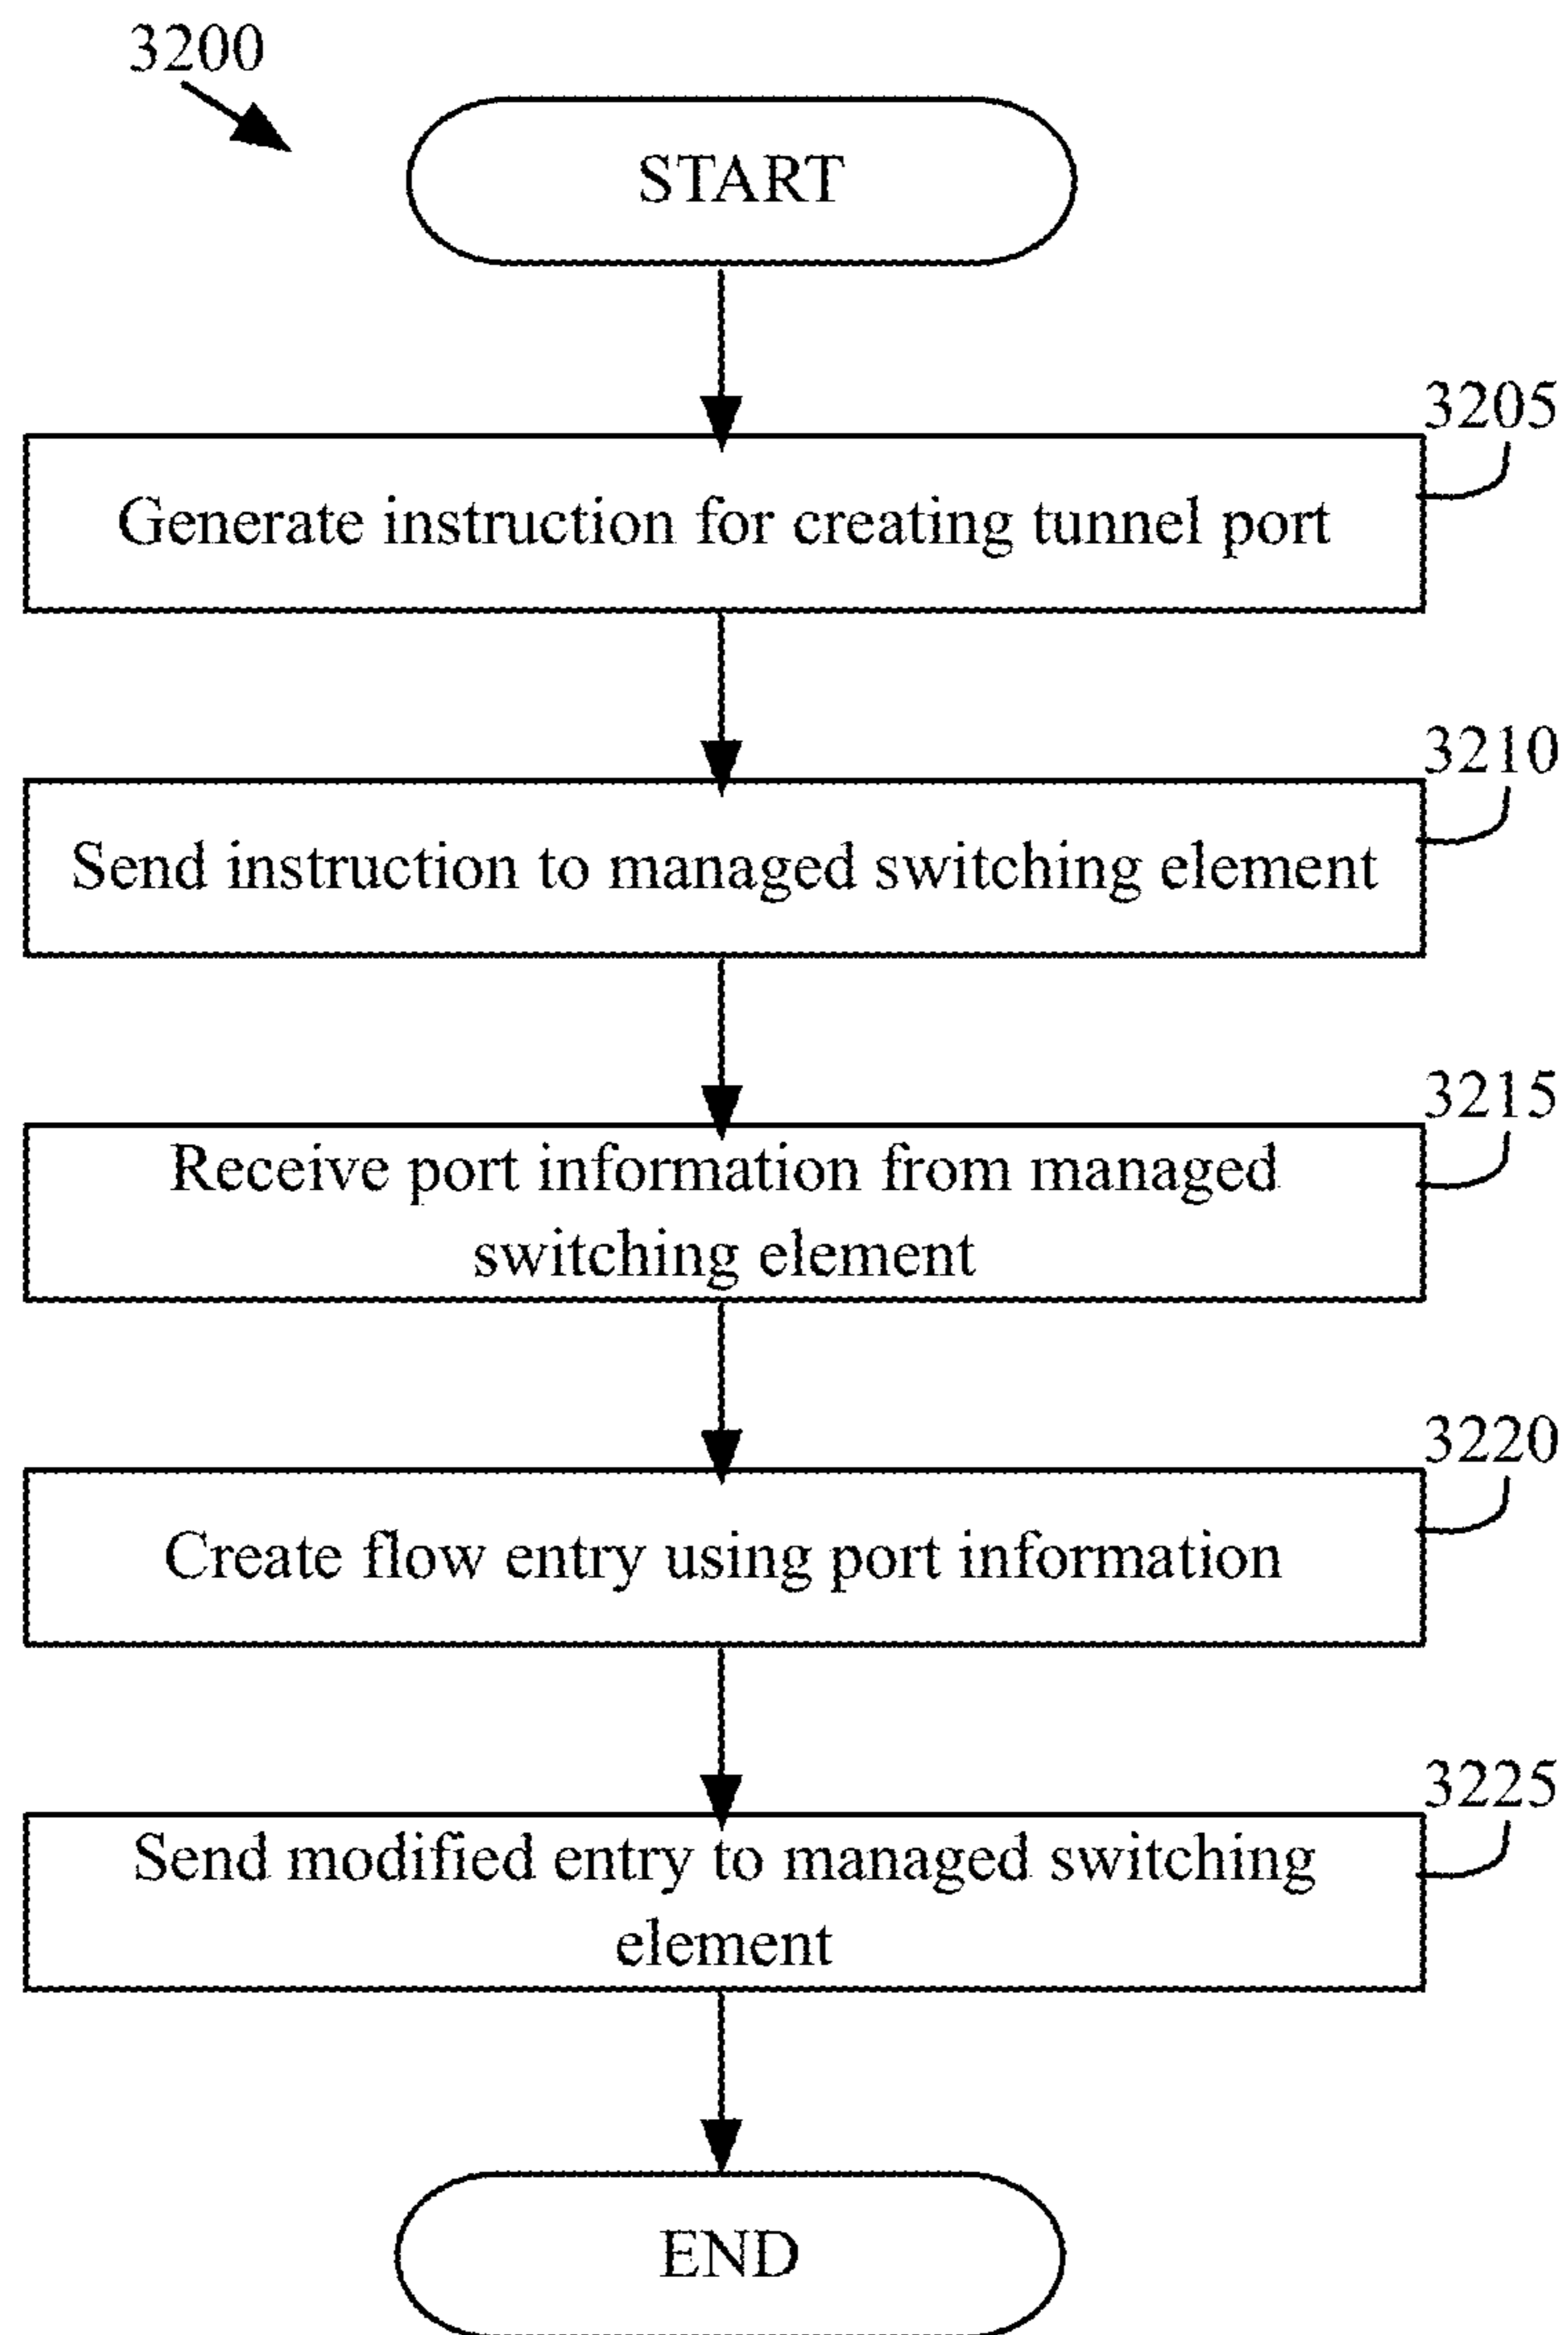 3200
START
3205
Generate instruction for creating tunnel port
3210
Send instruction to managed switching element
3215
Receive port information from managed
switching element
3220
Create flow entry using port information
3225
Send modified entry to managed switching
element
END